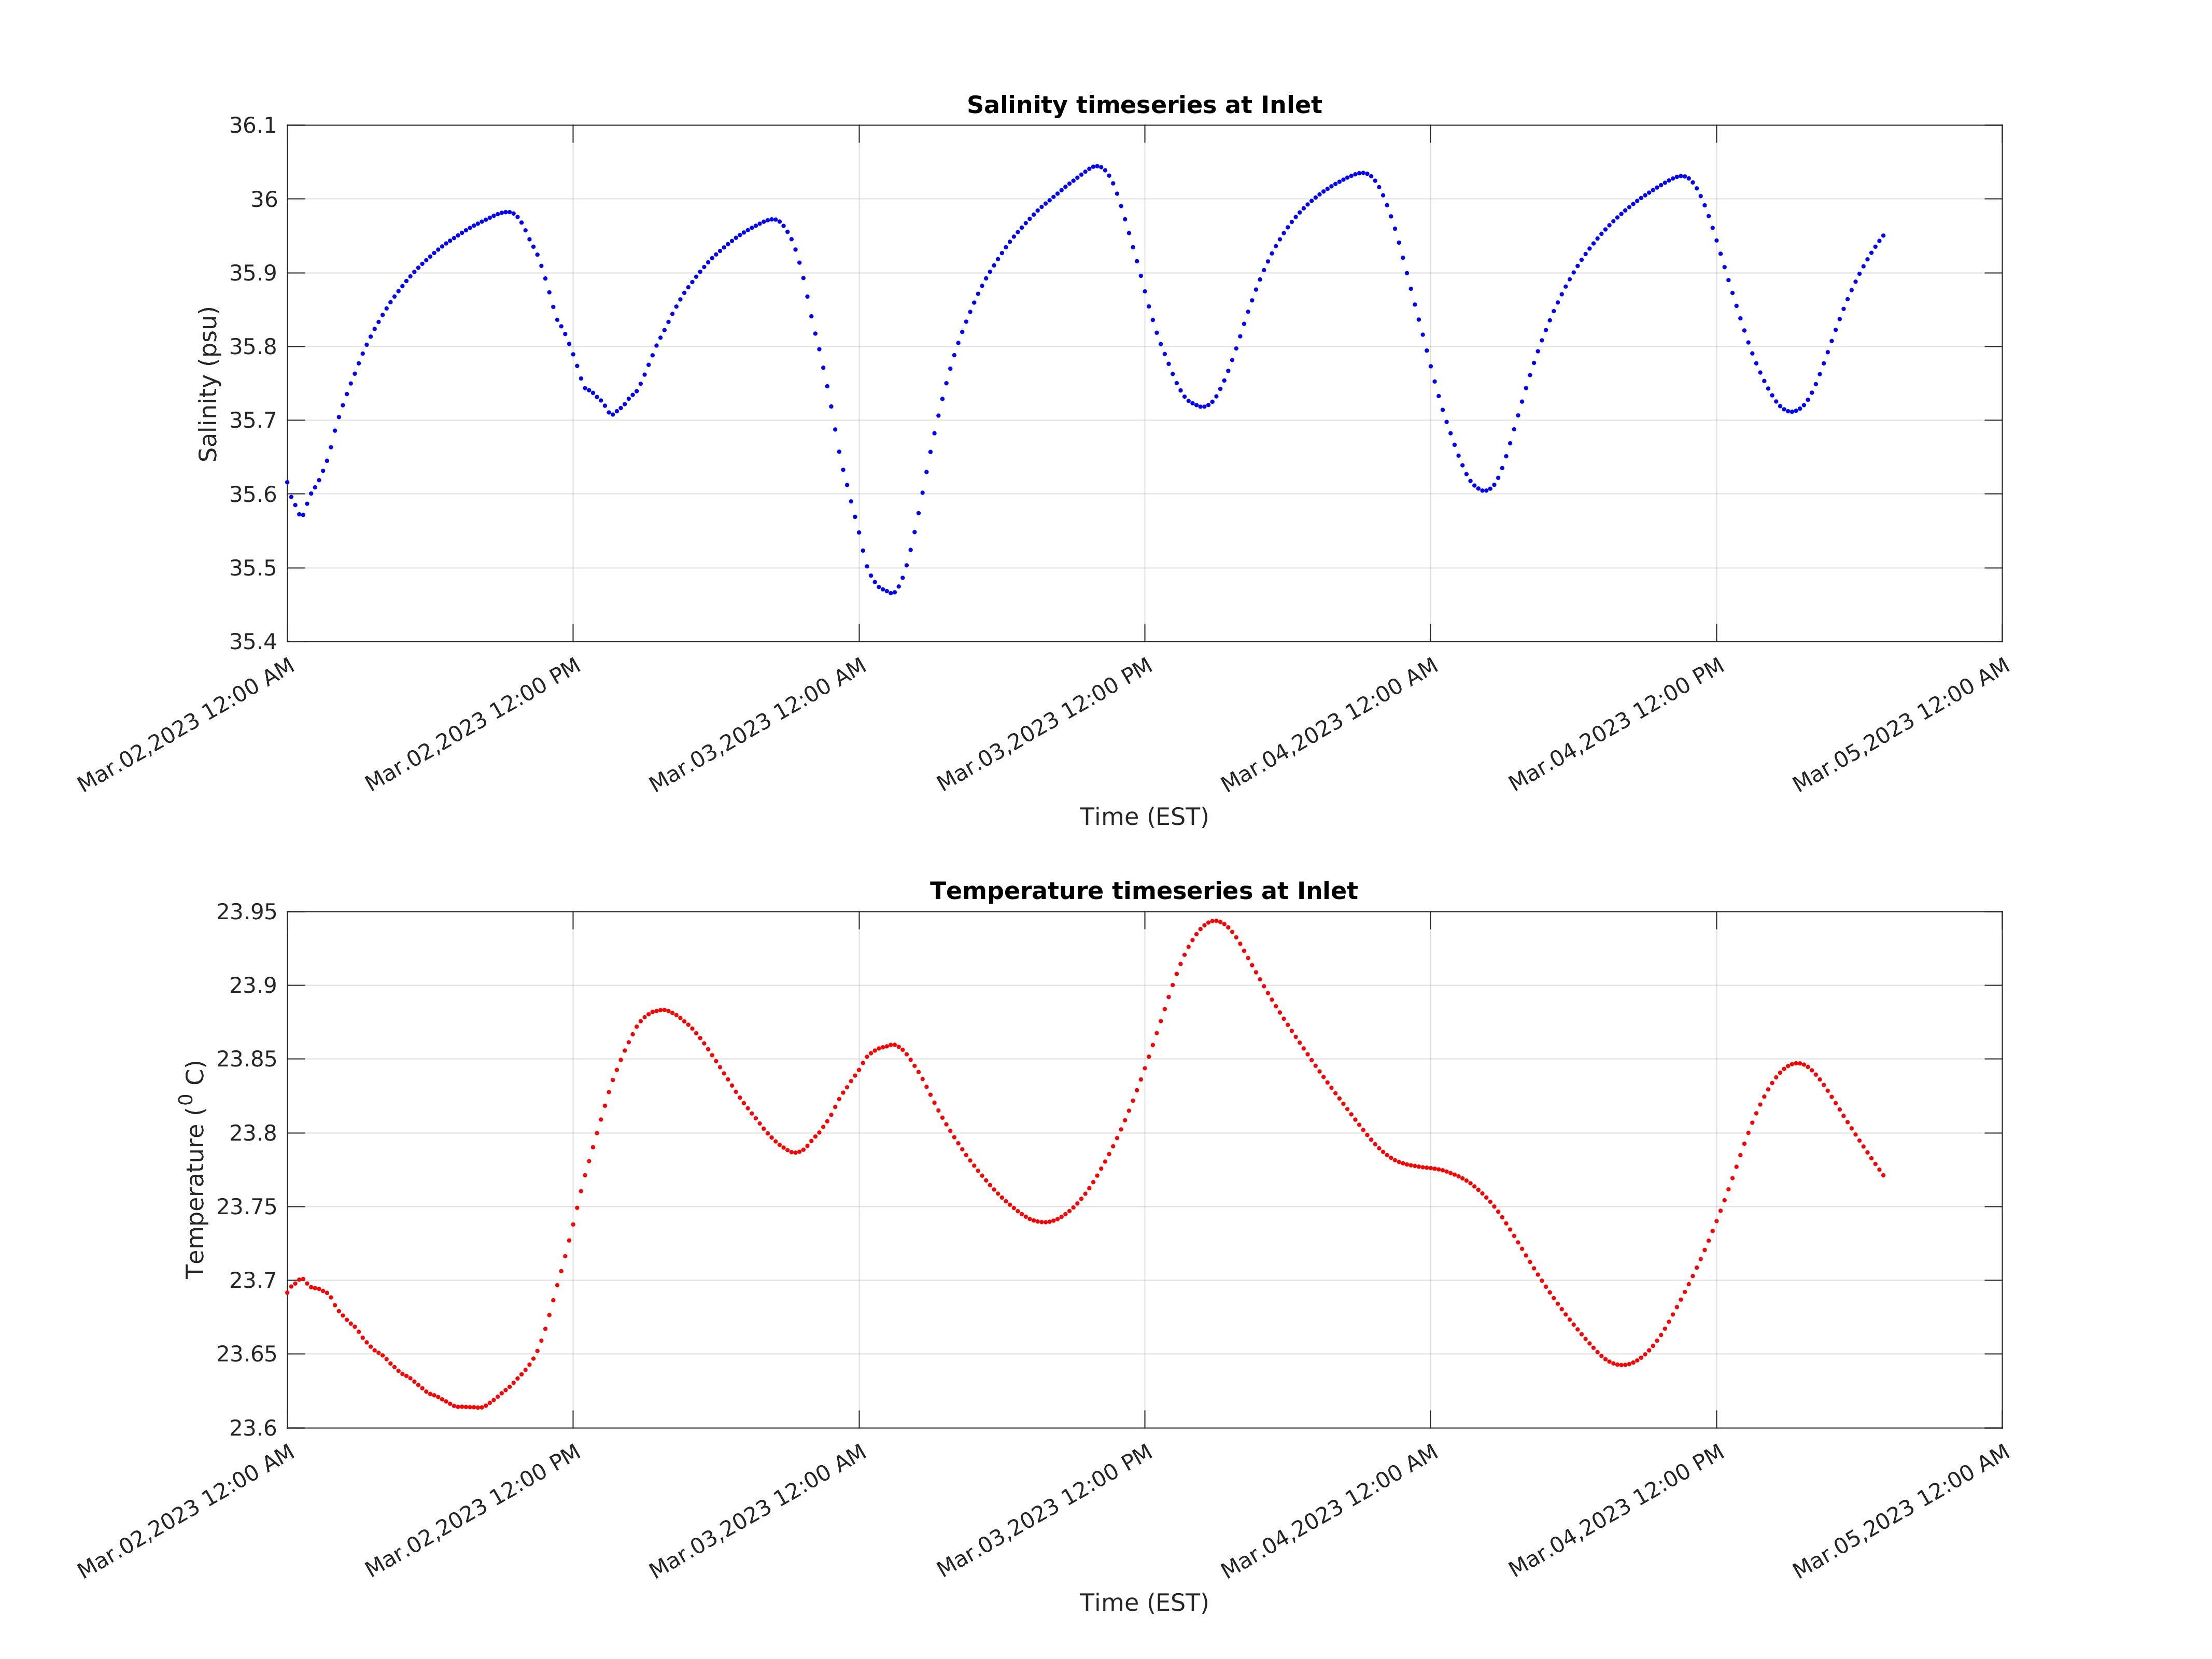 Salinity timeseries at Inlet
36.1
36
35.9
35.8
35.7
35.6
35.5
35.4
Salinity (psu)
Mar.02,2023 12:00 AM
Mar.02,2023 12:00 PM
Mar.03,2023 12:00 AM
Mar.03,2023 12:00 PM
Mar.04,2023 12:00 AM
Mar.04,2023 12:00 PM
Mar.05,2023 12:00 AM
Time (EST)
Temperature timeseries at Inlet
23.95
23.9
23.85
23.8
23.75
23.7
23.65
23.6
Temperature (⁰ C)
Mar.02,2023 12:00 AM
Mar.02,2023 12:00 PM
Mar.03,2023 12:00 AM
Mar.03,2023 12:00 PM
Mar.04,2023 12:00 AM
Mar.04,2023 12:00 PM
Mar.05,2023 12:00 AM
Time (EST)